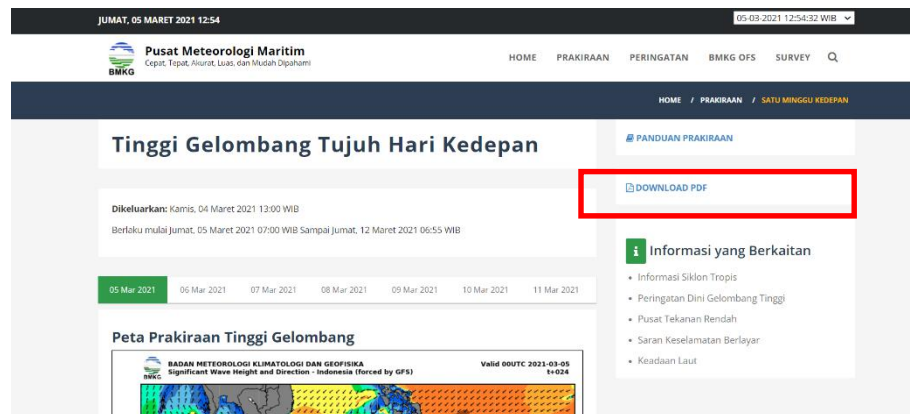 JUMAT, 05 MARET 2021 12:54
05-03-2021 12:54:32 WIB
BMKG
Pusat Meteorologi Maritim
Cepat, Tepat, Akurat, Luas, dan Mudah Dipahami
HOME PRAKIRAAN PERINGATAN BMKG OFS SURVEY
HOME / PRAKIRAAN / SATU MINGGU KEDEPAN
Tinggi Gelombang Tujuh Hari Kedepan
PANDUAN PRAKIRAAN
DOWNLOAD PDF
Dikeluarkan: Kamis, 04 Maret 2021 13:00 WIB
Berlaku mulai Jumat, 05 Maret 2021 07:00 WIB Sampai Jumat, 12 Maret 2021 06:55 WIB
i Informasi yang Berkaitan
Informasi Siklon Tropis
Peringatan Dini Gelombang Tinggi
Pusat Tekanan Rendah
Saran Keselamatan Berlayar
Keadaan Laut
05 Mar 2021 06 Mar 2021 07 Mar 2021 08 Mar 2021 09 Mar 2021 10 Mar 2021 11 Mar 2021
Peta Prakiraan Tinggi Gelombang
BMKG
BADAN METEOROLOGI KLIMATOLOGI DAN GEOFISIKA
Significant Wave Height and Direction - Indonesia (forced by GFS)
Valid 00UTC 2021-03-05
t+024